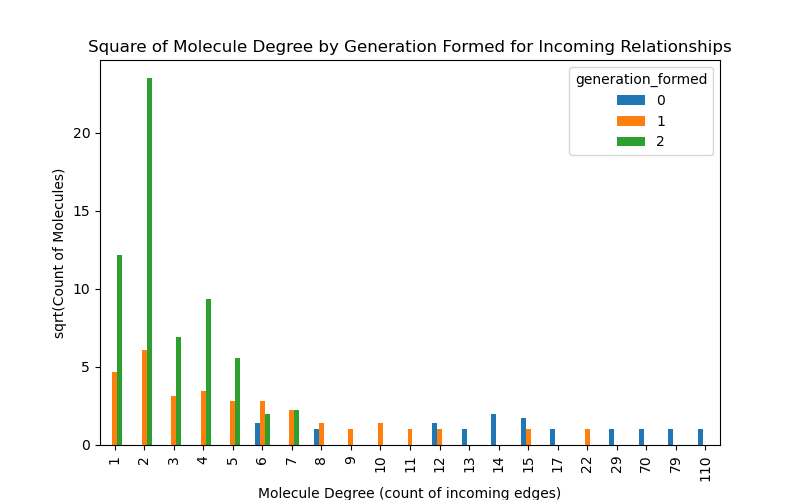 Square of Molecule Degree by Generation Formed for Incoming Relationships
generation_formed
0
1
2
sqrt(Count of Molecules)
20
15
10
5
0
1 2 3 4 5 6 7 8 9 10 11 12 13 14 15 17 22 29 70 79 110
Molecule Degree (count of incoming edges)